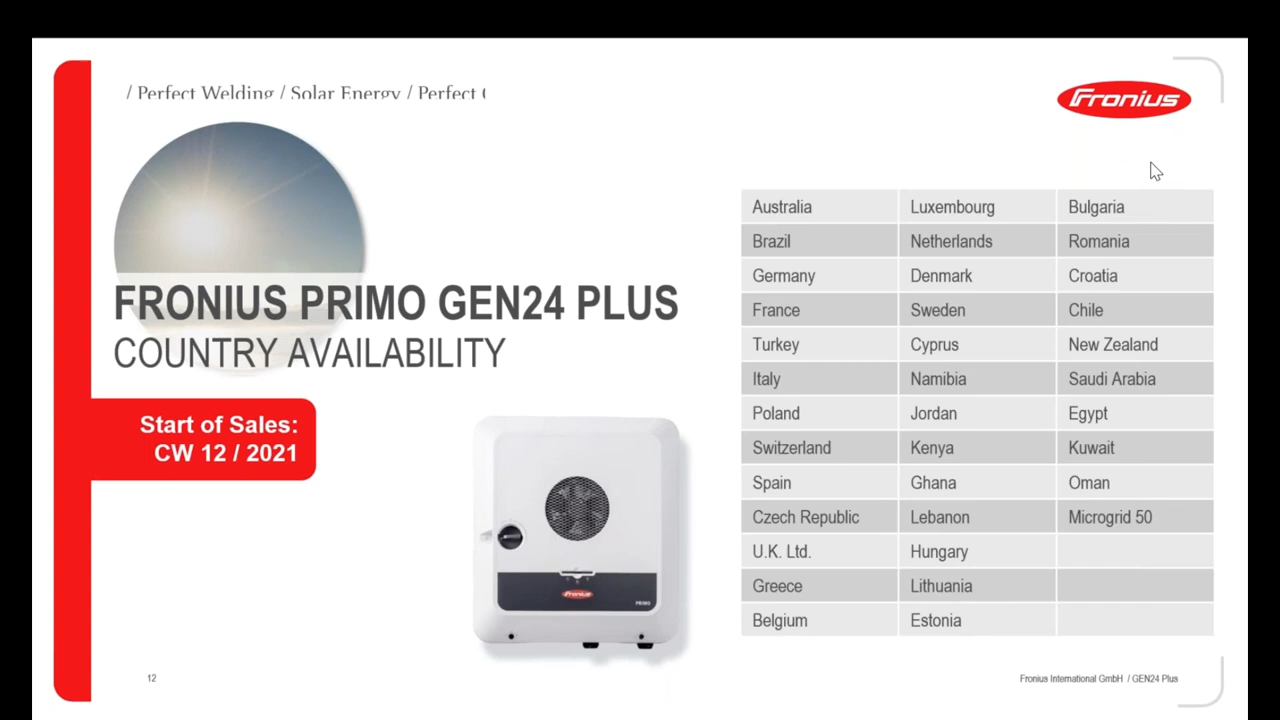 / Perfect Welding / Solar Energy / Perfect
Fronius
FRONIUS PRIMO GEN24 PLUS
COUNTRY AVAILABILITY
Start of Sales:
CW 12 / 2021
Australia Luxembourg Bulgaria
Brazil Netherlands Romania
Germany Denmark Croatia
France Sweden Chile
Turkey Cyprus New Zealand
Italy Namibia Saudi Arabia
Poland Jordan Egypt
Switzerland Kenya Kuwait
Spain Ghana Oman
Czech Republic Lebanon Microgrid 50
U.K. Ltd. Hungary
Greece Lithuania
Belgium Estonia
Fronius
PRIMO
12
Fronius International GmbH / GEN24 Plus